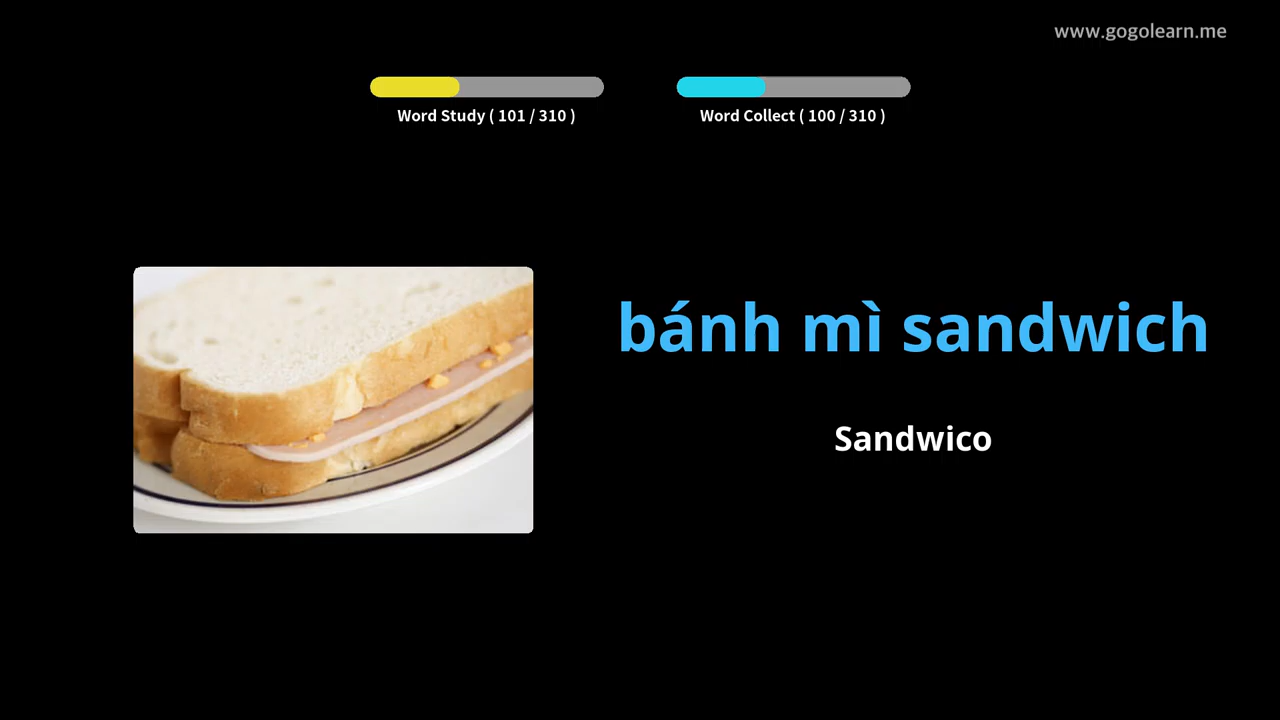 www.gogolearn.me
Word Study ( 101 / 310 )
Word Collect ( 100 / 310 )
bánh mì sandwich
Sandwico